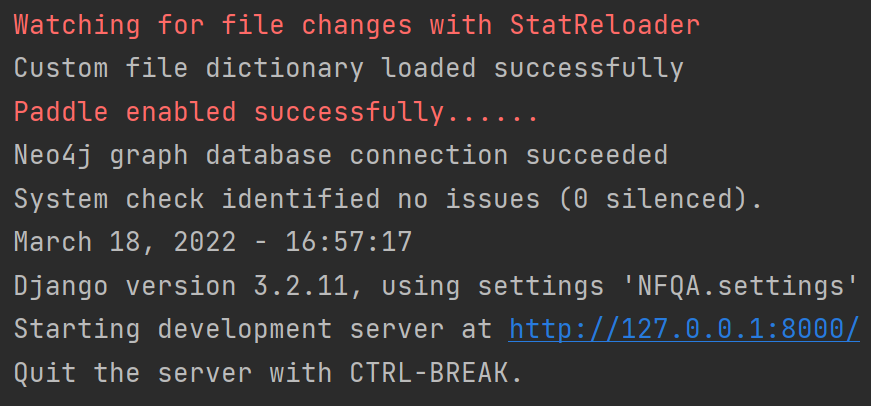 Watching for file changes with StatReloader
Custom file dictionary loaded successfully
Paddle enabled successfully......
Neo4j graph database connection succeeded
System check identified no issues (0 silenced).
March 18, 2022 - 16:57:17
Django version 3.2.11, using settings 'NFQA.settings'
Starting development server at http://127.0.0.1:8000/
Quit the server with CTRL-BREAK.